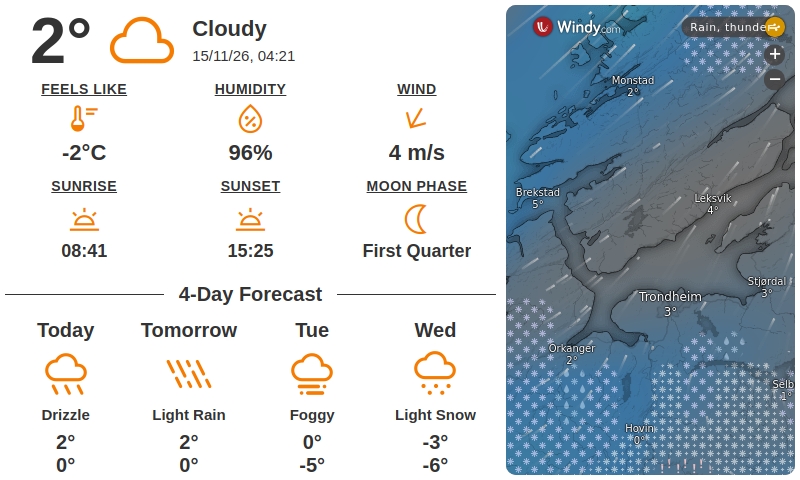 2°
Cloudy
15/11/26, 04:21
FEELS LIKE HUMIDITY WIND
-2°C 96% 4 m/s
SUNRISE SUNSET MOON PHASE
08:41 15:25 First Quarter
4-Day Forecast
Today Tomorrow Tue Wed
Drizzle Light Rain Foggy Light Snow
2° 2° 0° -3°
0° 0° -5° -6°
Windy.com
Rain, thunde
+
−
Monstad
2°
Brekstad
5°
Leksvik
4°
Stjørdal
3°
Trondheim
3°
Orkanger
2°
Selb
1°
Hovin
0°